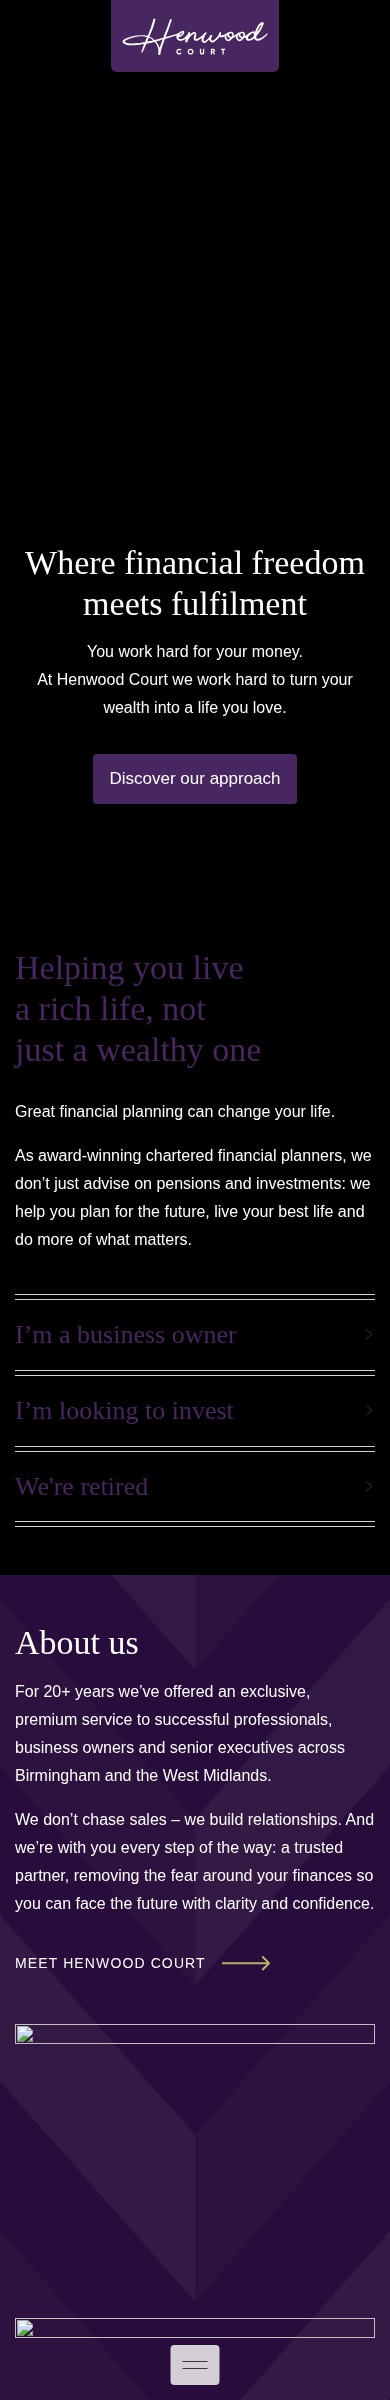 Henwood
COURT
Where financial freedom
meets fulfilment
You work hard for your money.
At Henwood Court we work hard to turn your
wealth into a life you love.
Discover our approach
Helping you live
a rich life, not
just a wealthy one
Great financial planning can change your life.
As award-winning chartered financial planners, we
don’t just advise on pensions and investments: we
help you plan for the future, live your best life and
do more of what matters.
I’m a business owner
I’m looking to invest
We're retired
About us
For 20+ years we’ve offered an exclusive,
premium service to successful professionals,
business owners and senior executives across
Birmingham and the West Midlands.
We don’t chase sales – we build relationships. And
we’re with you every step of the way: a trusted
partner, removing the fear around your finances so
you can face the future with clarity and confidence.
MEET HENWOOD COURT